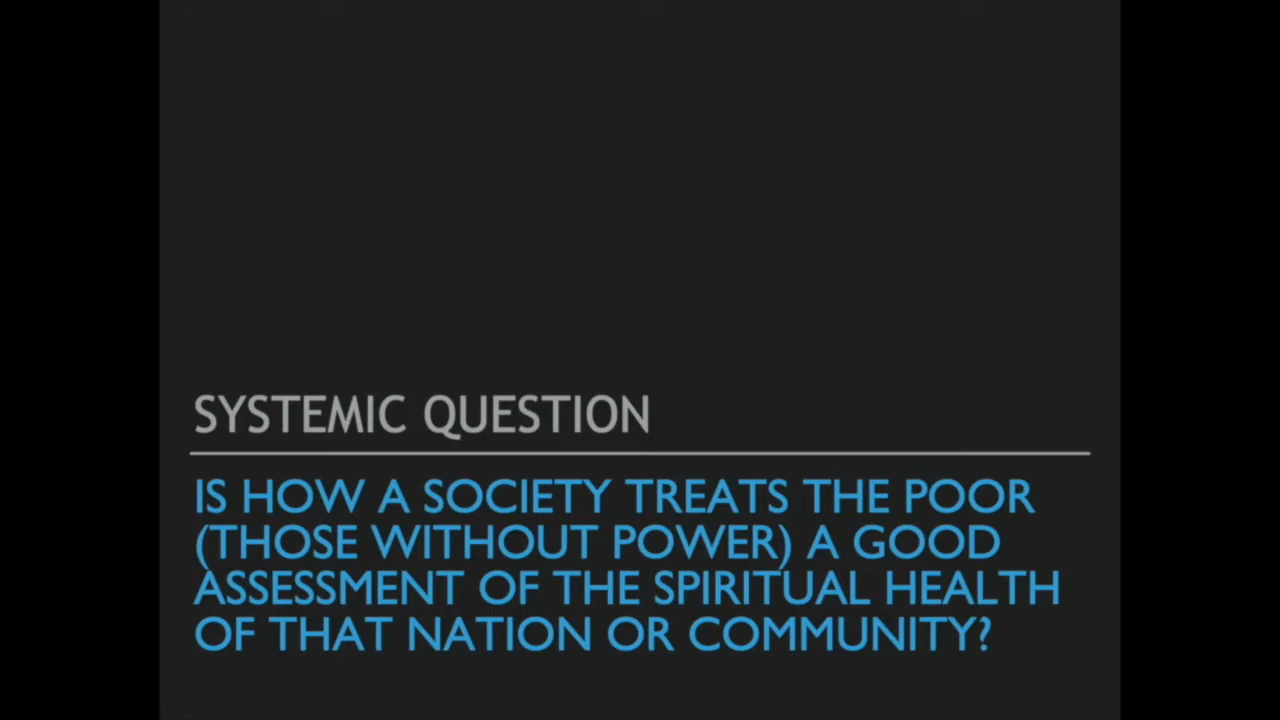 SYSTEMIC QUESTION
IS HOW A SOCIETY TREATS THE POOR
(THOSE WITHOUT POWER) A GOOD
ASSESSMENT OF THE SPIRITUAL HEALTH
OF THAT NATION OR COMMUNITY?